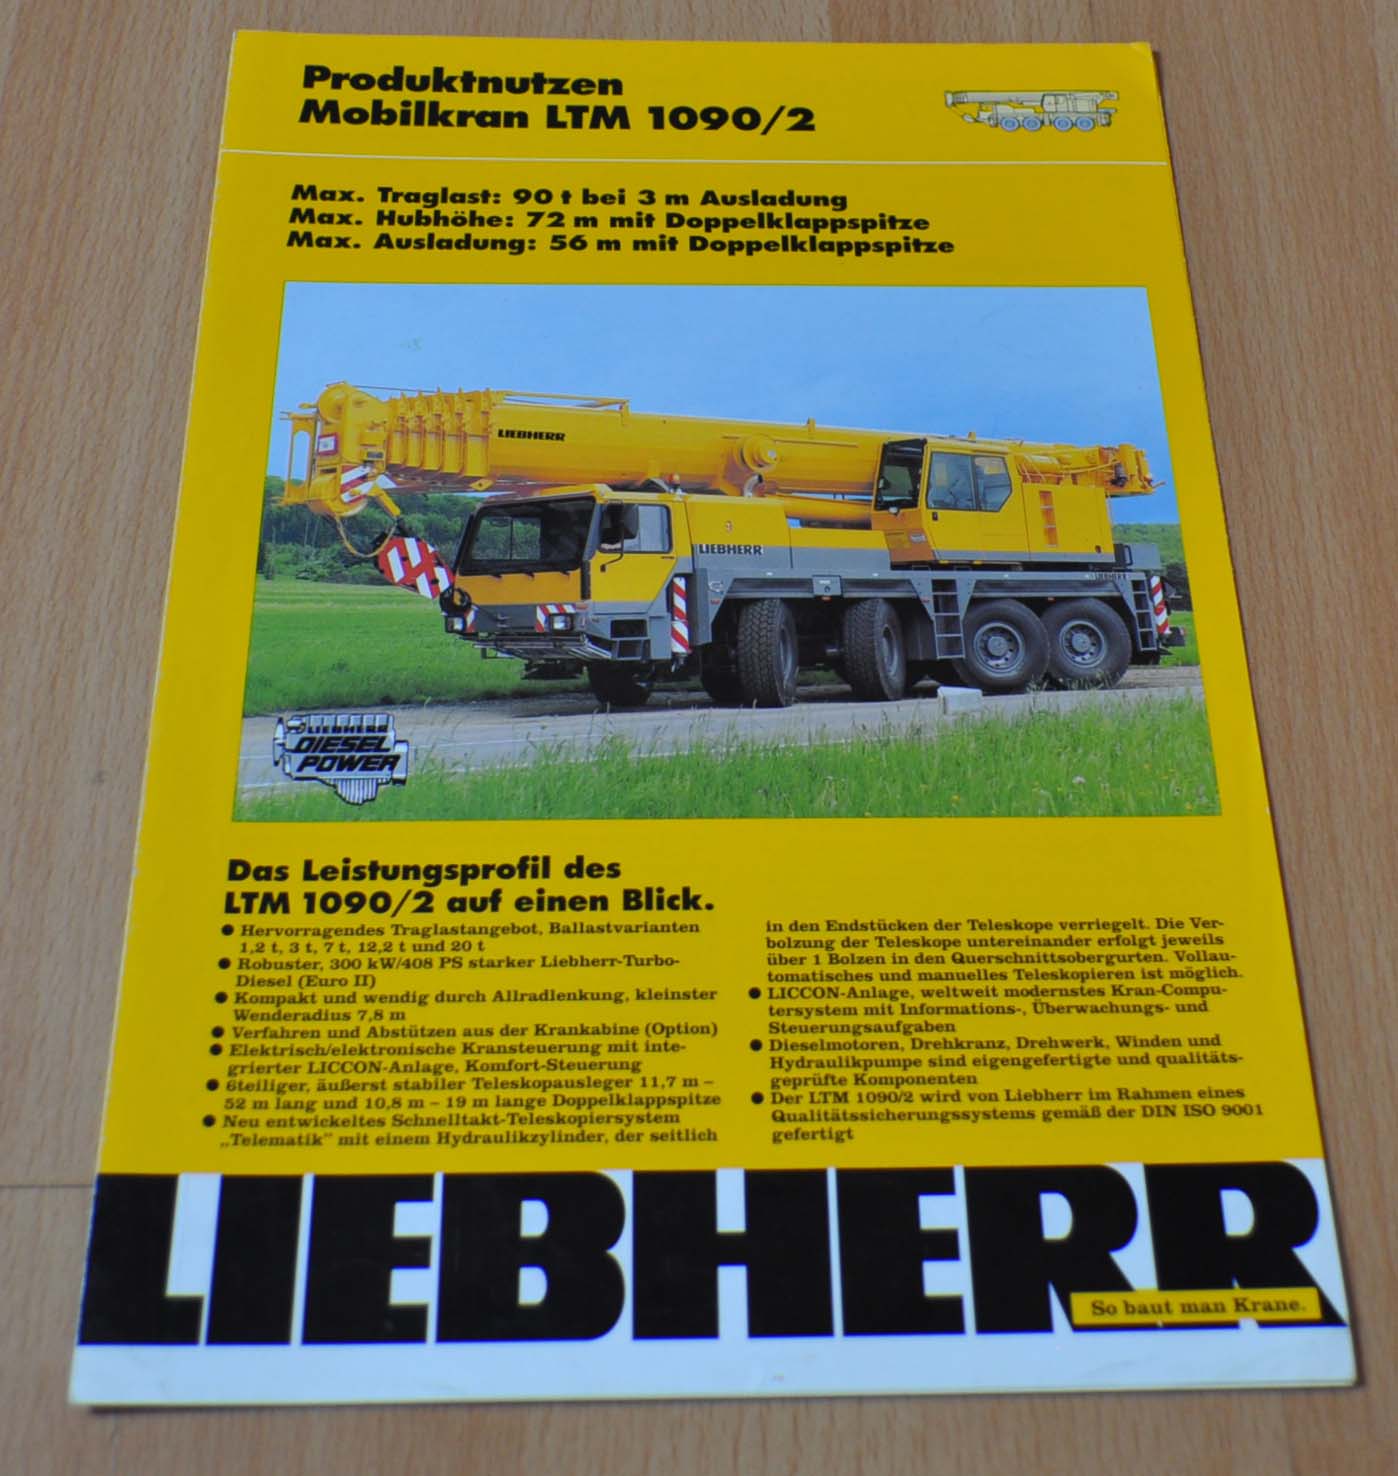 Produktnutzen
Mobilkran LTM 1090/2
Max. Traglast: 90 t bei 3 m Ausladung
Max. Hubhöhe: 72 m mit Doppelklappspitze
Max. Ausladung: 56 m mit Doppelklappspitze
LIEBHERR
LIEBHERR
LIEBHERR
LIEBHERR
DIESEL
POWER
Das Leistungsprofil des
LTM 1090/2 auf einen Blick.
● Hervorragendes Traglastangebot, Ballastvarianten
1,2 t, 3 t, 7 t, 12,2 t und 20 t
● Robuster, 300 kW/408 PS starker Liebherr-Turbo-
Diesel (Euro II)
● Kompakt und wendig durch Allradlenkung, kleinster
Wenderadius 7,8 m
● Verfahren und Abstützen aus der Krankabine (Option)
● Elektrisch/elektronische Kransteuerung mit inte-
grierter LICCON-Anlage, Komfort-Steuerung
● 6teiliger, äußerst stabiler Teleskopausleger 11,7 m –
52 m lang und 10,8 m – 19 m lange Doppelklappspitze
● Neu entwickeltes Schnelltakt-Teleskopiersystem
„Telematik" mit einem Hydraulikzylinder, der seitlich
in den Endstücken der Teleskope verriegelt. Die Ver-
bolzung der Teleskope untereinander erfolgt jeweils
über 1 Bolzen in den Querschnittsobergurten. Vollau-
tomatisches und manuelles Teleskopieren ist möglich.
● LICCON-Anlage, weltweit modernstes Kran-Compu-
tersystem mit Informations-, Überwachungs- und
Steuerungsaufgaben
● Dieselmotoren, Drehkranz, Drehwerk, Winden und
Hydraulikpumpe sind eigengefertigte und qualitäts-
geprüfte Komponenten
● Der LTM 1090/2 wird von Liebherr im Rahmen eines
Qualitätssicherungssystems gemäß der DIN ISO 9001
gefertigt
LIEBHERR
So baut man Krane.